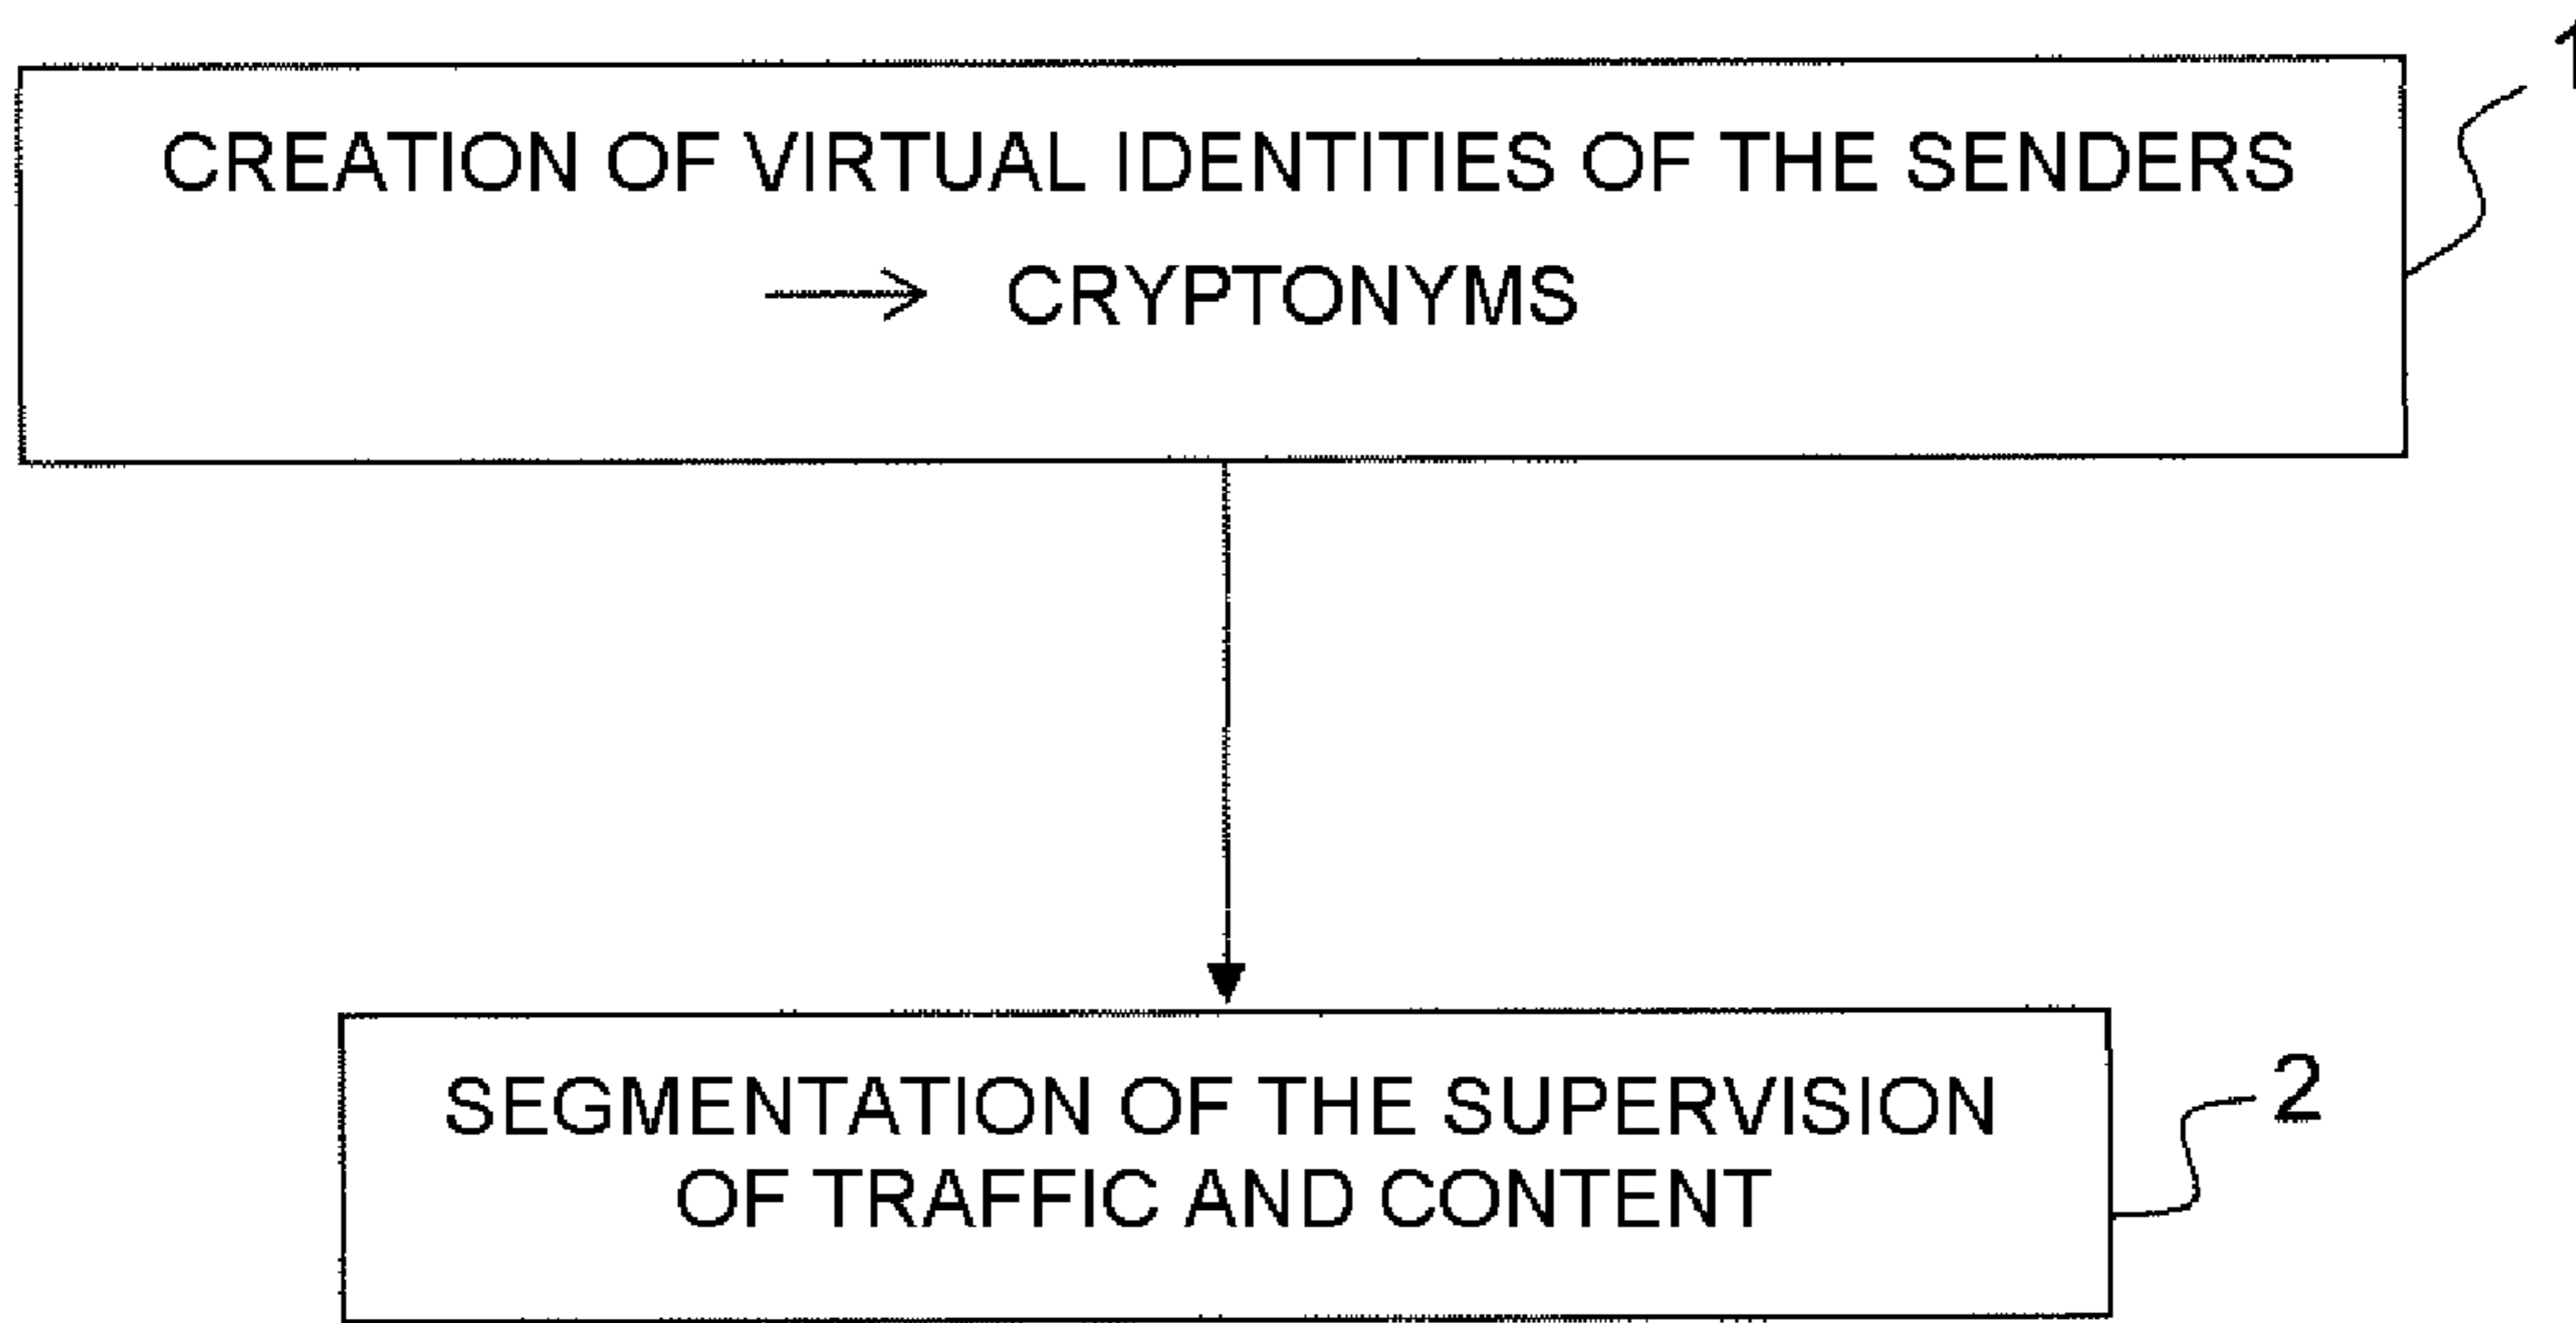 1
CREATION OF VIRTUAL IDENTITIES OF THE SENDERS
→ CRYPTONYMS
SEGMENTATION OF THE SUPERVISION
OF TRAFFIC AND CONTENT
2